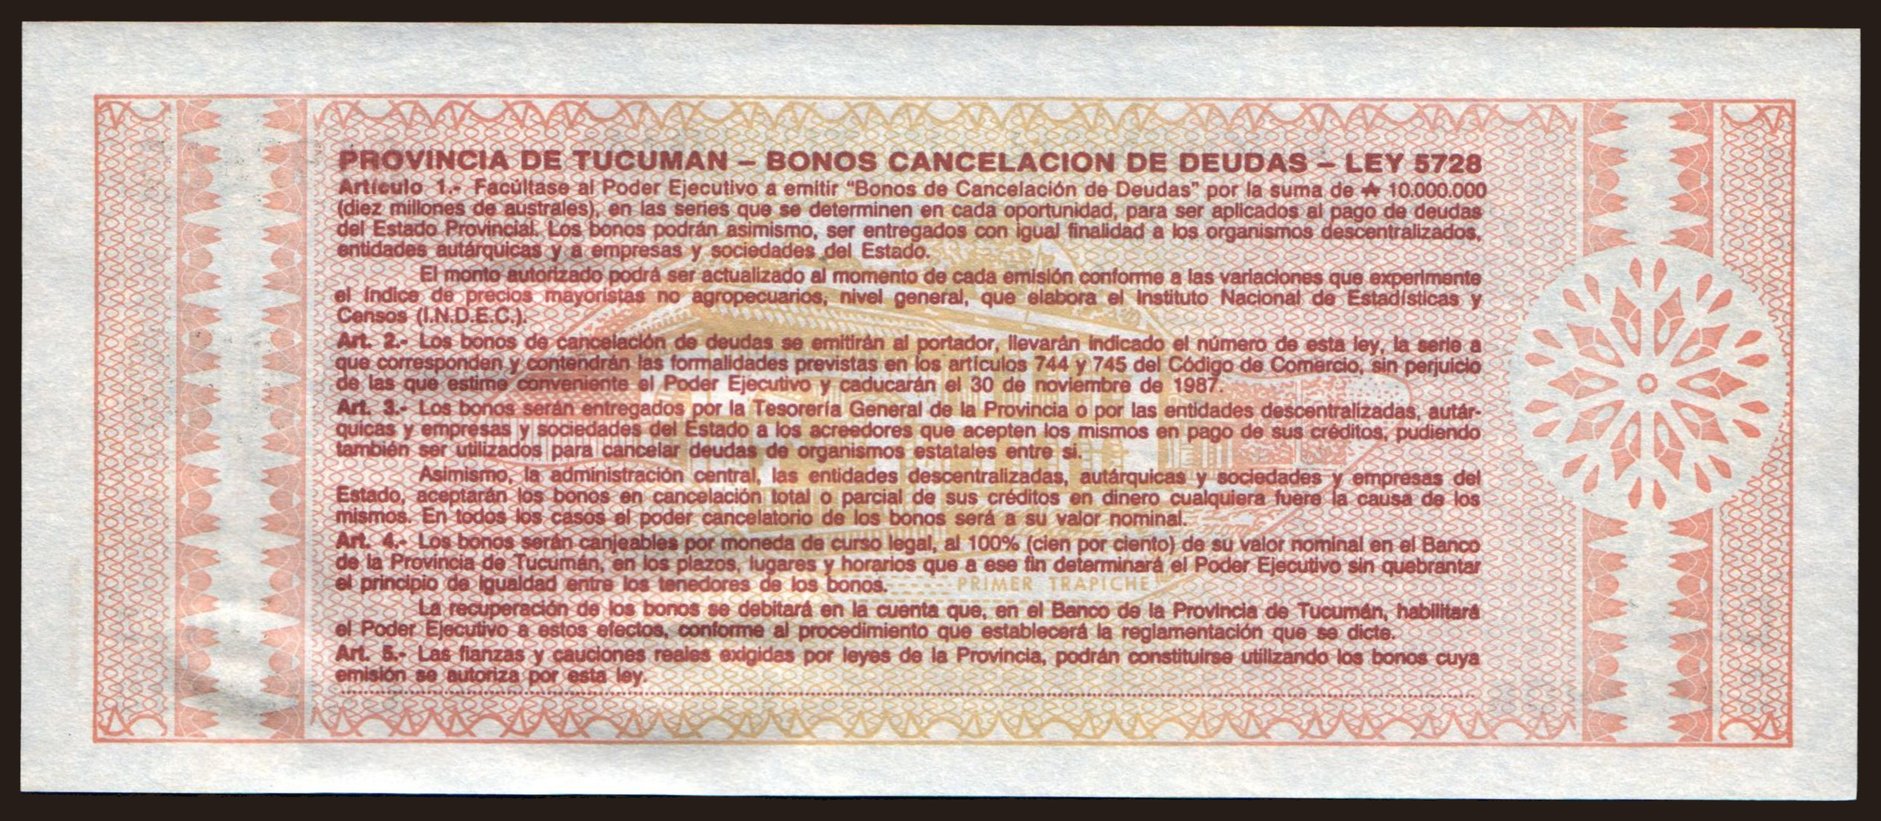 PROVINCIA DE TUCUMAN – BONOS CANCELACION DE DEUDAS – LEY 5728
Artículo 1.- Facúltase al Poder Ejecutivo a emitir "Bonos de Cancelación de Deudas" por la suma de ₳ 10.000.000
(diez millones de australes), en las series que se determinen en cada oportunidad, para ser aplicados al pago de deudas
del Estado Provincial. Los bonos podrán asimismo, ser entregados con igual finalidad a los organismos descentralizados,
entidades autárquicas y a empresas y sociedades del Estado.
El monto autorizado podrá ser actualizado al momento de cada emisión conforme a las variaciones que experimente
el índice de precios mayoristas no agropecuarios, nivel general, que elabora el Instituto Nacional de Estadísticas y
Censos (I.N.D.E.C.).
Art. 2.- Los bonos de cancelación de deudas se emitirán al portador, llevarán indicado el número de esta ley, la serie a
que corresponden y contendrán las formalidades previstas en los artículos 744 y 745 del Código de Comercio, sin perjuicio
de las que estime conveniente el Poder Ejecutivo y caducarán el 30 de noviembre de 1987.
Art. 3.- Los bonos serán entregados por la Tesorería General de la Provincia o por las entidades descentralizadas, autár-
quicas y empresas y sociedades del Estado a los acreedores que acepten los mismos en pago de sus créditos, pudiendo
también ser utilizados para cancelar deudas de organismos estatales entre sí.
Asimismo, la administración central, las entidades descentralizadas, autárquicas y sociedades y empresas del
Estado, aceptarán los bonos en cancelación total o parcial de sus créditos en dinero cualquiera fuere la causa de los
mismos. En todos los casos el poder cancelatorio de los bonos será a su valor nominal.
Art. 4.- Los bonos serán canjeables por moneda de curso legal, al 100% (cien por ciento) de su valor nominal en el Banco
de la Provincia de Tucumán, en los plazos, lugares y horarios que a ese fin determinará el Poder Ejecutivo sin quebrantar
el principio de igualdad entre los tenedores de los bonos.
PRIMER TRAPICHE
La recuperación de los bonos se debitará en la cuenta que, en el Banco de la Provincia de Tucumán, habilitará
el Poder Ejecutivo a estos efectos, conforme al procedimiento que establecerá la reglamentación que se dicte.
Art. 5.- Las fianzas y cauciones reales exigidas por leyes de la Provincia, podrán constituirse utilizando los bonos cuya
emisión se autoriza por esta ley.